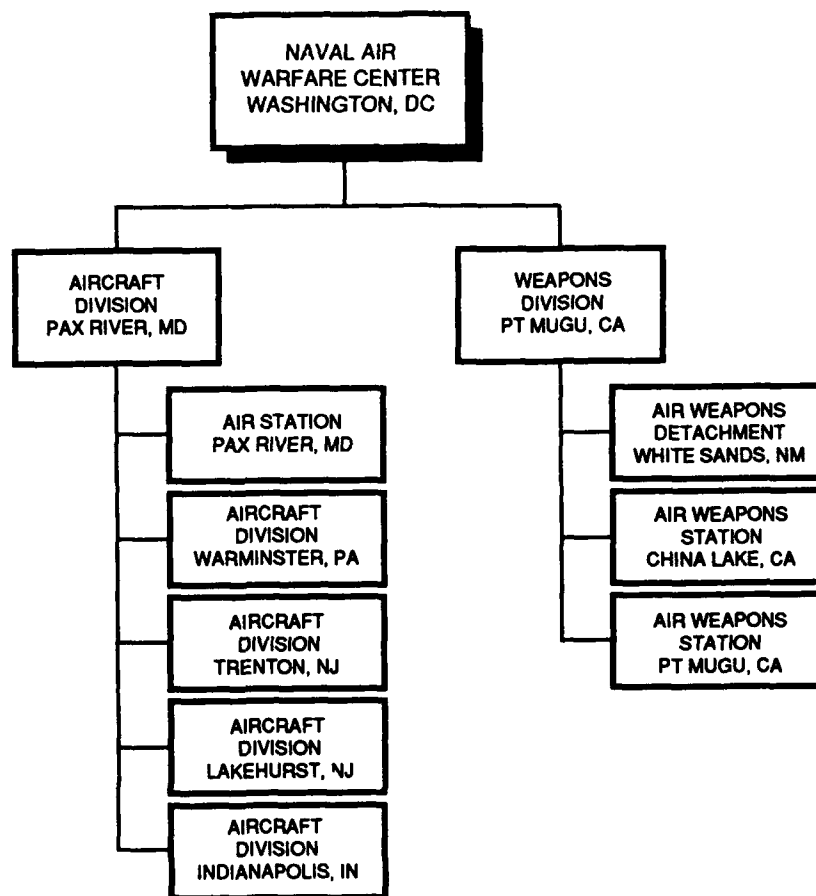 NAVAL AIR
WARFARE CENTER
WASHINGTON, DC
AIRCRAFT
DIVISION
PAX RIVER, MD
AIR STATION
PAX RIVER, MD
AIRCRAFT
DIVISION
WARMINSTER, PA
AIRCRAFT
DIVISION
TRENTON, NJ
AIRCRAFT
DIVISION
LAKEHURST, NJ
AIRCRAFT
DIVISION
INDIANAPOLIS, IN
WEAPONS
DIVISION
PT MUGU, CA
AIR WEAPONS
DETACHMENT
WHITE SANDS, NM
AIR WEAPONS
STATION
CHINA LAKE, CA
AIR WEAPONS
STATION
PT MUGU, CA